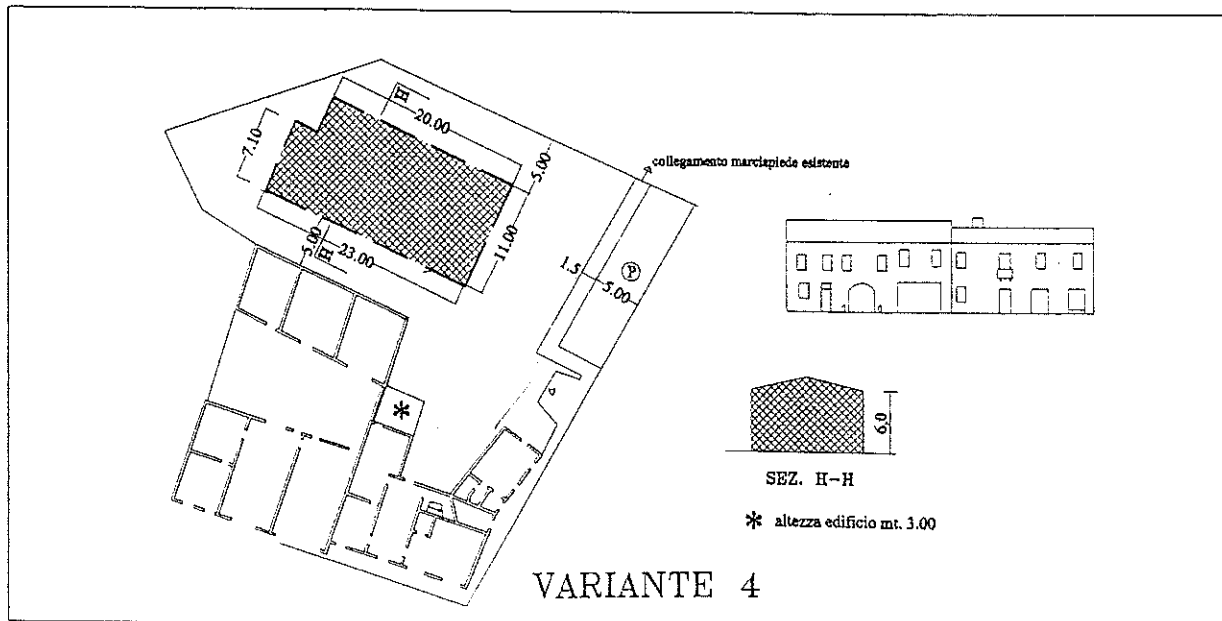 H
20.00
7.10
5.00
collegamento marciapiede esistente
11.00
5.00
H
23.00
1.5
P
5.00
*
6.0
SEZ. H-H
* altezza edificio mt. 3.00
VARIANTE 4